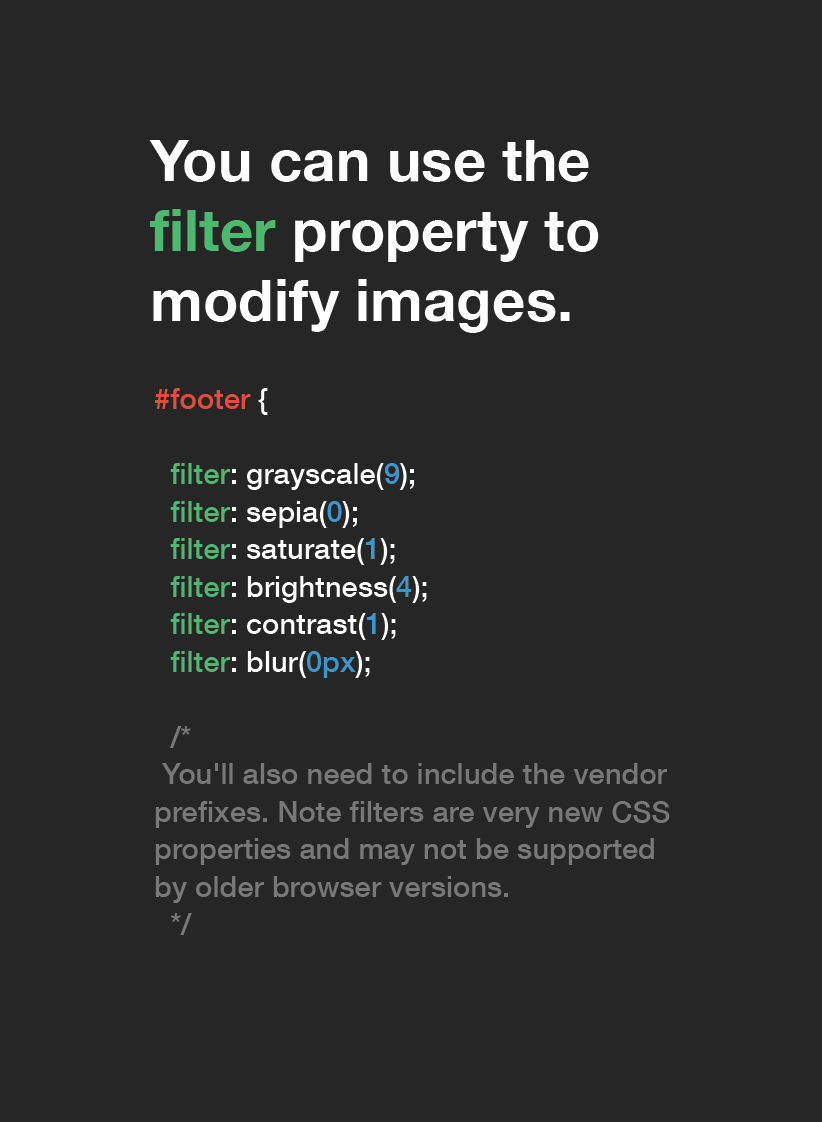 You can use the
filter property to
modify images.
#footer {
filter: grayscale(9);
filter: sepia(0);
filter: saturate(1);
filter: brightness(4);
filter: contrast(1);
filter: blur(0px);
/*
You'll also need to include the vendor
prefixes. Note filters are very new CSS
properties and may not be supported
by older browser versions.
*/